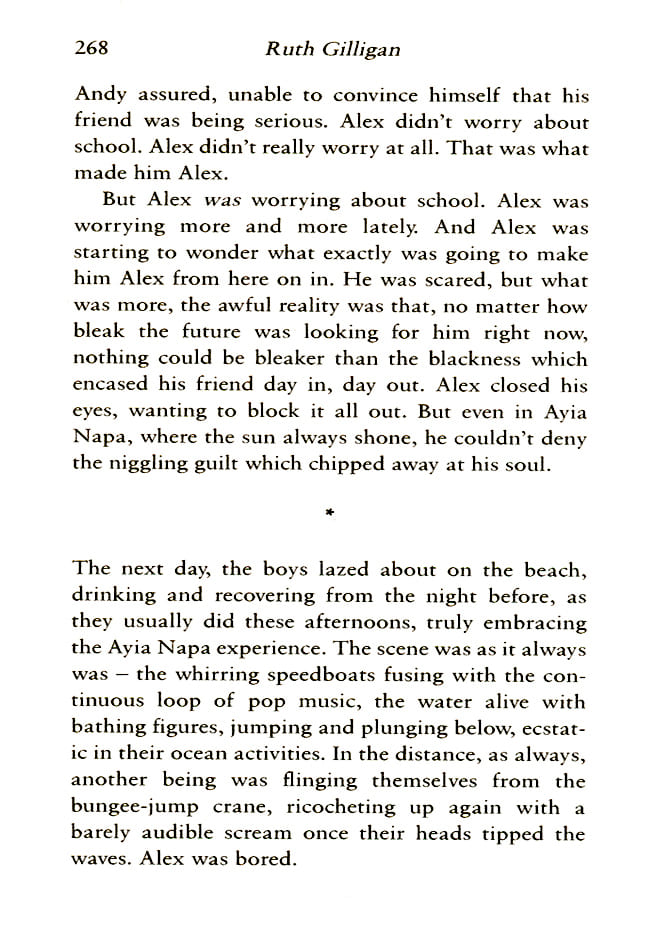 268 Ruth Gilligan
Andy assured, unable to convince himself that his
friend was being serious. Alex didn't worry about
school. Alex didn't really worry at all. That was what
made him Alex.
But Alex was worrying about school. Alex was
worrying more and more lately. And Alex was
starting to wonder what exactly was going to make
him Alex from here on in. He was scared, but what
was more, the awful reality was that, no matter how
bleak the future was looking for him right now,
nothing could be bleaker than the blackness which
encased his friend day in, day out. Alex closed his
eyes, wanting to block it all out. But even in Ayia
Napa, where the sun always shone, he couldn't deny
the niggling guilt which chipped away at his soul.
*
The next day, the boys lazed about on the beach,
drinking and recovering from the night before, as
they usually did these afternoons, truly embracing
the Ayia Napa experience. The scene was as it always
was – the whirring speedboats fusing with the con-
tinuous loop of pop music, the water alive with
bathing figures, jumping and plunging below, ecstat-
ic in their ocean activities. In the distance, as always,
another being was flinging themselves from the
bungee-jump crane, ricocheting up again with a
barely audible scream once their heads tipped the
waves. Alex was bored.